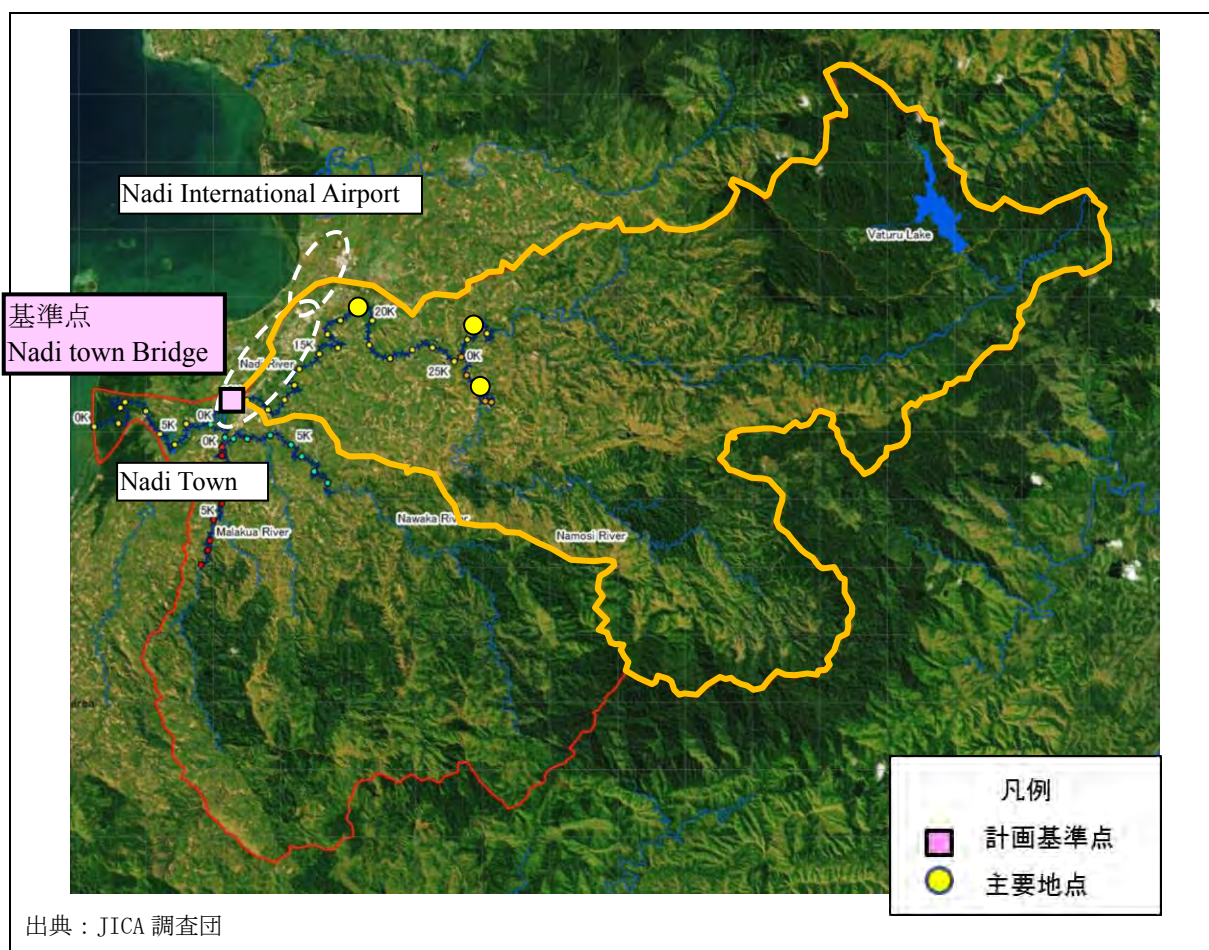 Vaturu Lake
Nadi International Airport
基準点
Nadi town Bridge
20K
15K
Nadi River
0K
25K
0K
5K
0K
0K
5K
Nadi Town
5K
Malakua River
Nawaka River
Namosi River
凡例
計画基準点
主要地点
出典：JICA 調査団